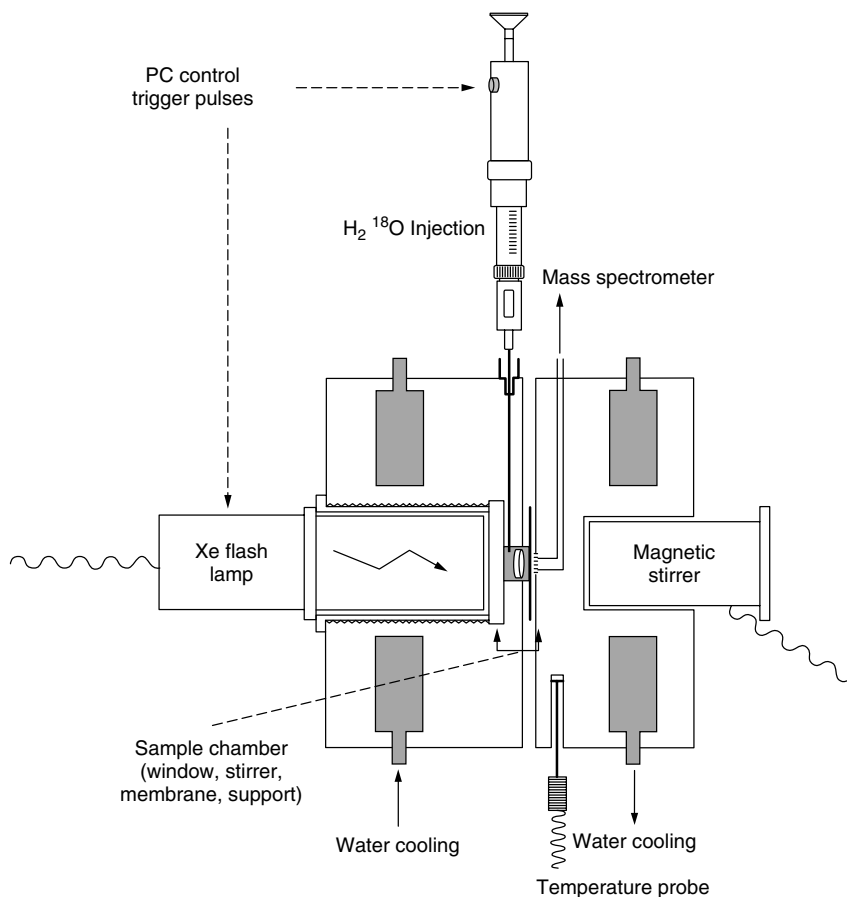 PC control
trigger pulses
H₂ ¹⁸O Injection
Mass spectrometer
Xe flash
lamp
Magnetic
stirrer
Sample chamber
(window, stirrer,
membrane, support)
Water cooling
Water cooling
Temperature probe